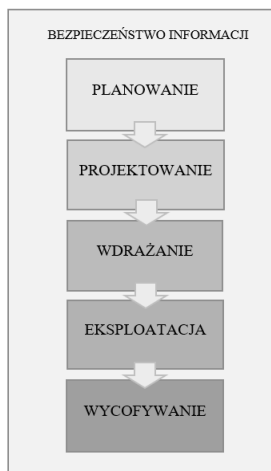 BEZPIECZEŃSTWO INFORMACJI
PLANOWANIE
PROJEKTOWANIE
WDRAŻANIE
EKSPLOATACJA
WYCOFYWANIE